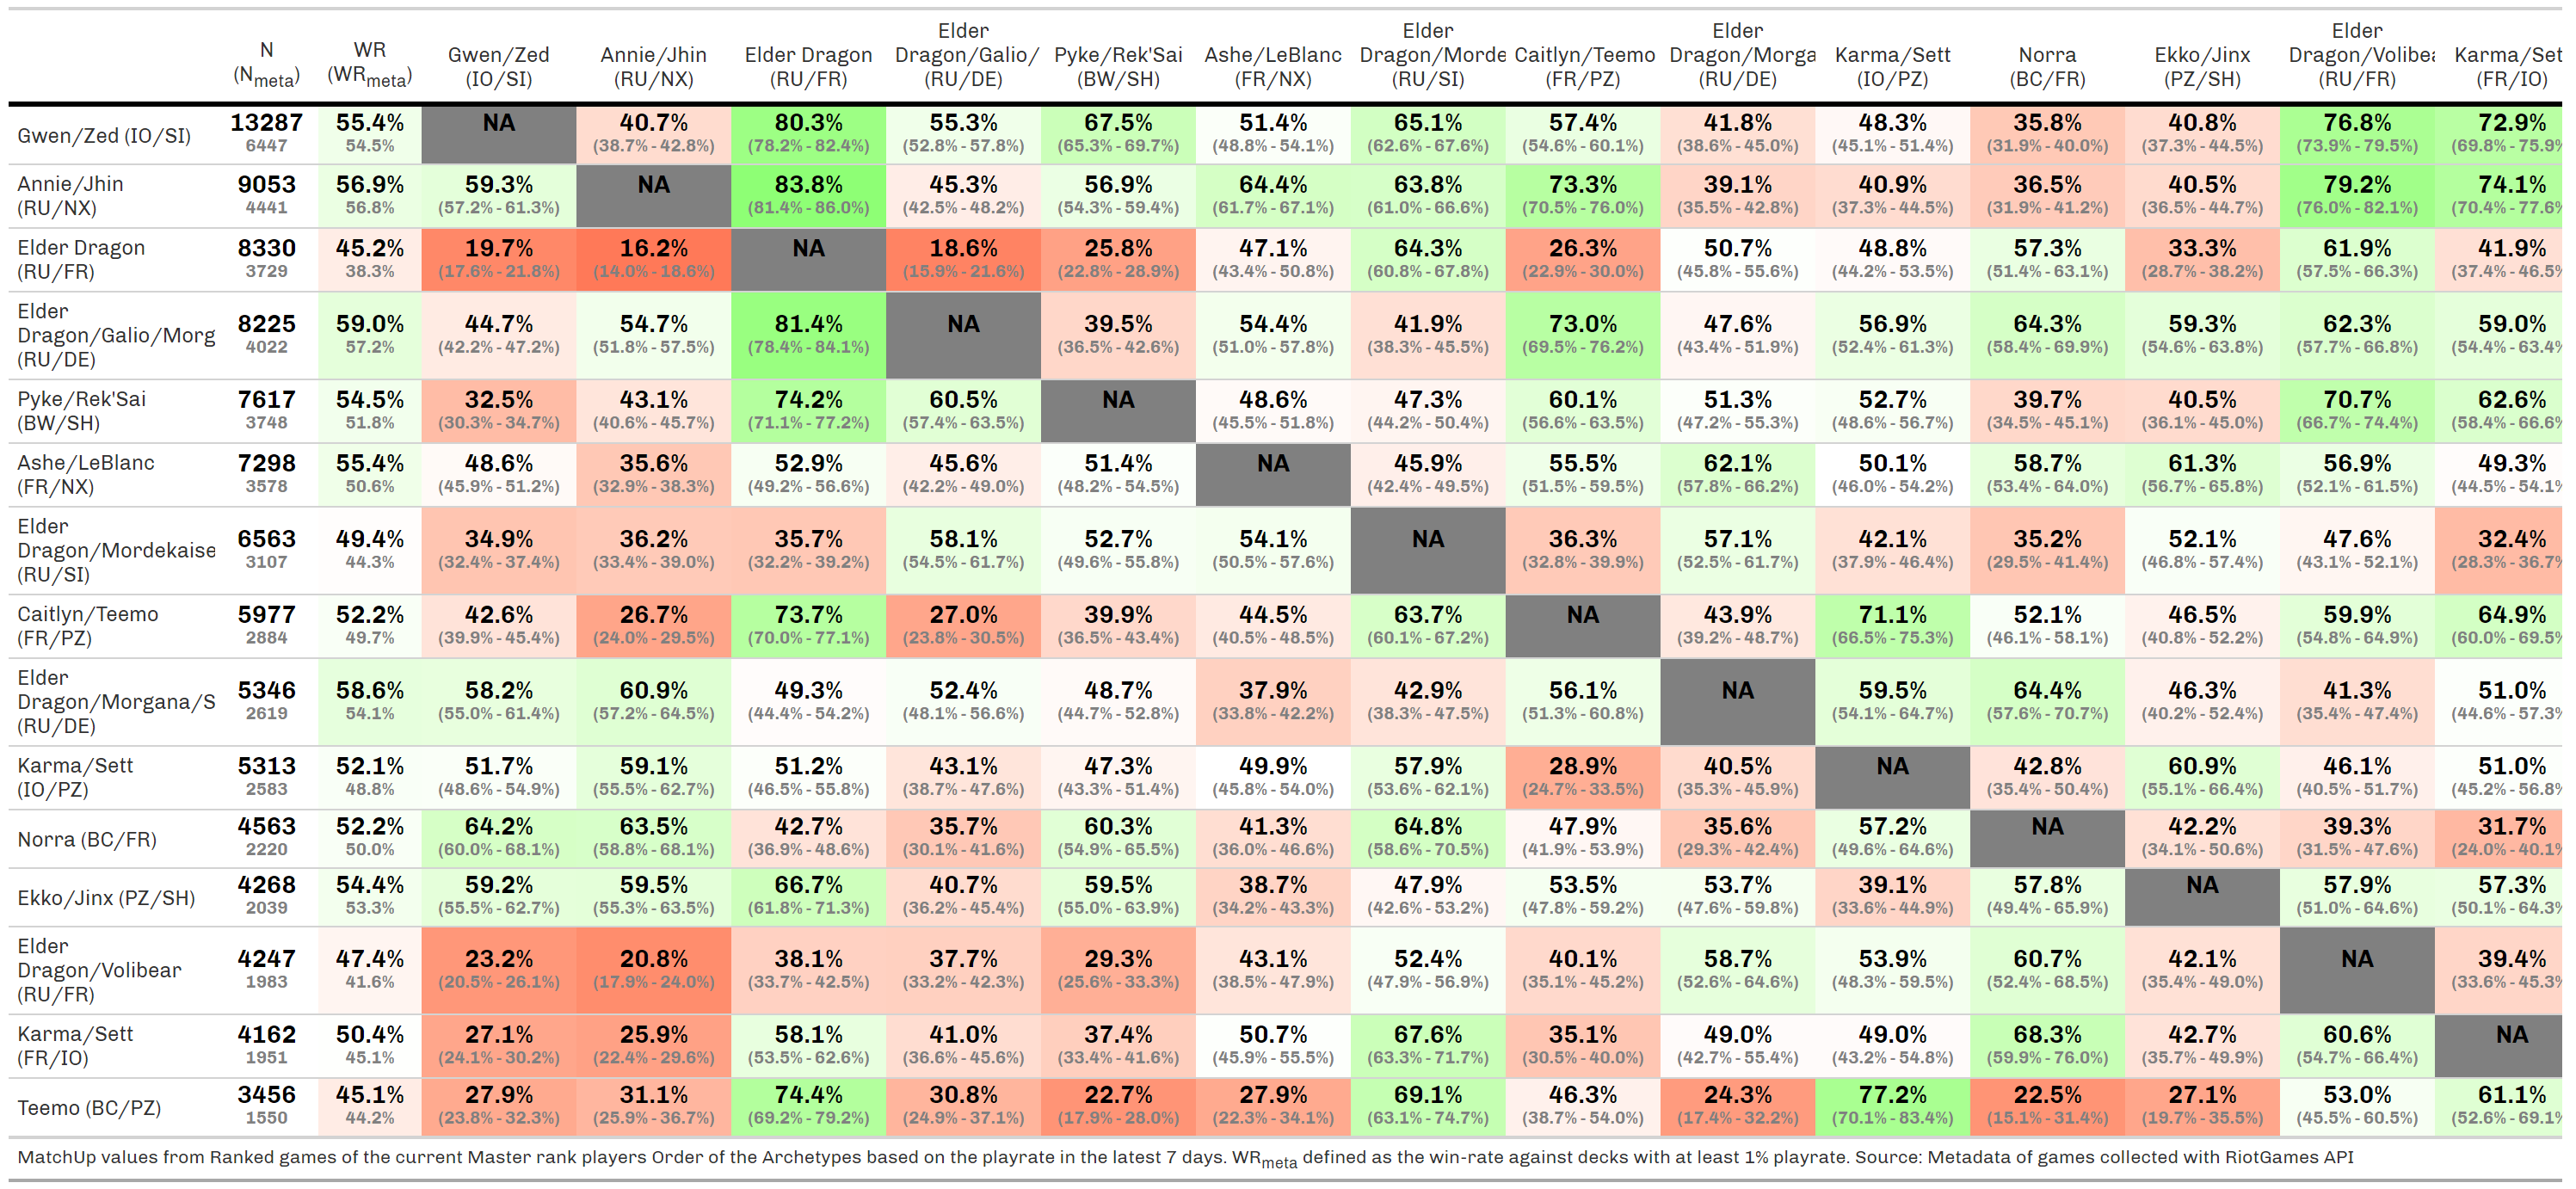 N (Nmeta) WR (WRmeta) Gwen/Zed (IO/SI) Annie/Jhin (RU/NX) Elder Dragon (RU/FR) Elder Dragon/Galio/ (RU/DE) Pyke/Rek'Sai (BW/SH) Ashe/LeBlanc (FR/NX) Elder Dragon/Morde (RU/SI) Caitlyn/Teemo (FR/PZ) Elder Dragon/Morga (RU/DE) Karma/Sett (IO/PZ) Norra (BC/FR) Ekko/Jinx (PZ/SH) Elder Dragon/Volibea (RU/FR) Karma/Set (FR/IO)
Gwen/Zed (IO/SI)
13287 55.4% NA 40.7% 80.3% 55.3% 67.5% 51.4% 65.1% 57.4% 41.8% 48.3% 35.8% 40.8% 76.8% 72.9%
6447 54.5% (38.7% - 42.8%) (78.2% - 82.4%) (52.8% - 57.8%) (65.3% - 69.7%) (48.8% - 54.1%) (62.6% - 67.6%) (54.6% - 60.1%) (38.6% - 45.0%) (45.1% - 51.4%) (31.9% - 40.0%) (37.3% - 44.5%) (73.9% - 79.5%) (69.8% - 75.9%
Annie/Jhin
(RU/NX)
9053 56.9% 59.3% NA 83.8% 45.3% 56.9% 64.4% 63.8% 73.3% 39.1% 40.9% 36.5% 40.5% 79.2% 74.1%
4441 56.8% (57.2% - 61.3%) (81.4% - 86.0%) (42.5% - 48.2%) (54.3% - 59.4%) (61.7% - 67.1%) (61.0% - 66.6%) (70.5% - 76.0%) (35.5% - 42.8%) (37.3% - 44.5%) (31.9% - 41.2%) (36.5% - 44.7%) (76.0% - 82.1%) (70.4% - 77.6%
Elder Dragon
(RU/FR)
8330 45.2% 19.7% 16.2% NA 18.6% 25.8% 47.1% 64.3% 26.3% 50.7% 48.8% 57.3% 33.3% 61.9% 41.9%
3729 38.3% (17.6% - 21.8%) (14.0% - 18.6%) (15.9% - 21.6%) (22.8% - 28.9%) (43.4% - 50.8%) (60.8% - 67.8%) (22.9% - 30.0%) (45.8% - 55.6%) (44.2% - 53.5%) (51.4% - 63.1%) (28.7% - 38.2%) (57.5% - 66.3%) (37.4% - 46.5%
Elder
Dragon/Galio/Morg
(RU/DE)
8225 59.0% 44.7% 54.7% 81.4% NA 39.5% 54.4% 41.9% 73.0% 47.6% 56.9% 64.3% 59.3% 62.3% 59.0%
4022 57.2% (42.2% - 47.2%) (51.8% - 57.5%) (78.4% - 84.1%) (36.5% - 42.6%) (51.0% - 57.8%) (38.3% - 45.5%) (69.5% - 76.2%) (43.4% - 51.9%) (52.4% - 61.3%) (58.4% - 69.9%) (54.6% - 63.8%) (57.7% - 66.8%) (54.4% - 63.4%
Pyke/Rek'Sai
(BW/SH)
7617 54.5% 32.5% 43.1% 74.2% 60.5% NA 48.6% 47.3% 60.1% 51.3% 52.7% 39.7% 40.5% 70.7% 62.6%
3748 51.8% (30.3% - 34.7%) (40.6% - 45.7%) (71.1% - 77.2%) (57.4% - 63.5%) (45.5% - 51.8%) (44.2% - 50.4%) (56.6% - 63.5%) (47.2% - 55.3%) (48.6% - 56.7%) (34.5% - 45.1%) (36.1% - 45.0%) (66.7% - 74.4%) (58.4% - 66.6%
Ashe/LeBlanc
(FR/NX)
7298 55.4% 48.6% 35.6% 52.9% 45.6% 51.4% NA 45.9% 55.5% 62.1% 50.1% 58.7% 61.3% 56.9% 49.3%
3578 50.6% (45.9% - 51.2%) (32.9% - 38.3%) (49.2% - 56.6%) (42.2% - 49.0%) (48.2% - 54.5%) (42.4% - 49.5%) (51.5% - 59.5%) (57.8% - 66.2%) (46.0% - 54.2%) (53.4% - 64.0%) (56.7% - 65.8%) (52.1% - 61.5%) (44.5% - 54.1%
Elder
Dragon/Mordekaise
(RU/SI)
6563 49.4% 34.9% 36.2% 35.7% 58.1% 52.7% 54.1% NA 36.3% 57.1% 42.1% 35.2% 52.1% 47.6% 32.4%
3107 44.3% (32.4% - 37.4%) (33.4% - 39.0%) (32.2% - 39.2%) (54.5% - 61.7%) (49.6% - 55.8%) (50.5% - 57.6%) (32.8% - 39.9%) (52.5% - 61.7%) (37.9% - 46.4%) (29.5% - 41.4%) (46.8% - 57.4%) (43.1% - 52.1%) (28.3% - 36.7%
Caitlyn/Teemo
(FR/PZ)
5977 52.2% 42.6% 26.7% 73.7% 27.0% 39.9% 44.5% 63.7% NA 43.9% 71.1% 52.1% 46.5% 59.9% 64.9%
2884 49.7% (39.9% - 45.4%) (24.0% - 29.5%) (70.0% - 77.1%) (23.8% - 30.5%) (36.5% - 43.4%) (40.5% - 48.5%) (60.1% - 67.2%) (39.2% - 48.7%) (66.5% - 75.3%) (46.1% - 58.1%) (40.8% - 52.2%) (54.8% - 64.9%) (60.0% - 69.5%
Elder
Dragon/Morgana/S
(RU/DE)
5346 58.6% 58.2% 60.9% 49.3% 52.4% 48.7% 37.9% 42.9% 56.1% NA 59.5% 64.4% 46.3% 41.3% 51.0%
2619 54.1% (55.0% - 61.4%) (57.2% - 64.5%) (44.4% - 54.2%) (48.1% - 56.6%) (44.7% - 52.8%) (33.8% - 42.2%) (38.3% - 47.5%) (51.3% - 60.8%) (54.1% - 64.7%) (57.6% - 70.7%) (40.2% - 52.4%) (35.4% - 47.4%) (44.6% - 57.3%
Karma/Sett
(IO/PZ)
5313 52.1% 51.7% 59.1% 51.2% 43.1% 47.3% 49.9% 57.9% 28.9% 40.5% NA 42.8% 60.9% 46.1% 51.0%
2583 48.8% (48.6% - 54.9%) (55.5% - 62.7%) (46.5% - 55.8%) (38.7% - 47.6%) (43.3% - 51.4%) (45.8% - 54.0%) (53.6% - 62.1%) (24.7% - 33.5%) (35.3% - 45.9%) (35.4% - 50.4%) (55.1% - 66.4%) (40.5% - 51.7%) (45.2% - 56.8%
Norra (BC/FR)
4563 52.2% 64.2% 63.5% 42.7% 35.7% 60.3% 41.3% 64.8% 47.9% 35.6% 57.2% NA 42.2% 39.3% 31.7%
2220 50.0% (60.0% - 68.1%) (58.8% - 68.1%) (36.9% - 48.6%) (30.1% - 41.6%) (54.9% - 65.5%) (36.0% - 46.6%) (58.6% - 70.5%) (41.9% - 53.9%) (29.3% - 42.4%) (49.6% - 64.6%) (34.1% - 50.6%) (31.5% - 47.6%) (24.0% - 40.1%
Ekko/Jinx (PZ/SH)
4268 54.4% 59.2% 59.5% 66.7% 40.7% 59.5% 38.7% 47.9% 53.5% 53.7% 39.1% 57.8% NA 57.9% 57.3%
2039 53.3% (55.5% - 62.7%) (55.3% - 63.5%) (61.8% - 71.3%) (36.2% - 45.4%) (55.0% - 63.9%) (34.2% - 43.3%) (42.6% - 53.2%) (47.8% - 59.2%) (47.6% - 59.8%) (33.6% - 44.9%) (49.4% - 65.9%) (51.0% - 64.6%) (50.1% - 64.3%
Elder
Dragon/Volibear
(RU/FR)
4247 47.4% 23.2% 20.8% 38.1% 37.7% 29.3% 43.1% 52.4% 40.1% 58.7% 53.9% 60.7% 42.1% NA 39.4%
1983 41.6% (20.5% - 26.1%) (17.9% - 24.0%) (33.7% - 42.5%) (33.2% - 42.3%) (25.6% - 33.3%) (38.5% - 47.9%) (47.9% - 56.9%) (35.1% - 45.2%) (52.6% - 64.6%) (48.3% - 59.5%) (52.4% - 68.5%) (35.4% - 49.0%) (33.6% - 45.3%
Karma/Sett
(FR/IO)
4162 50.4% 27.1% 25.9% 58.1% 41.0% 37.4% 50.7% 67.6% 35.1% 49.0% 49.0% 68.3% 42.7% 60.6% NA
1951 45.1% (24.1% - 30.2%) (22.4% - 29.6%) (53.5% - 62.6%) (36.6% - 45.6%) (33.4% - 41.6%) (45.9% - 55.5%) (63.3% - 71.7%) (30.5% - 40.0%) (42.7% - 55.4%) (43.2% - 54.8%) (59.9% - 76.0%) (35.7% - 49.9%) (54.7% - 66.4%)
Teemo (BC/PZ)
3456 45.1% 27.9% 31.1% 74.4% 30.8% 22.7% 27.9% 69.1% 46.3% 24.3% 77.2% 22.5% 27.1% 53.0% 61.1%
1550 44.2% (23.8% - 32.3%) (25.9% - 36.7%) (69.2% - 79.2%) (24.9% - 37.1%) (17.9% - 28.0%) (22.3% - 34.1%) (63.1% - 74.7%) (38.7% - 54.0%) (17.4% - 32.2%) (70.1% - 83.4%) (15.1% - 31.4%) (19.7% - 35.5%) (45.5% - 60.5%) (52.6% - 69.1%
MatchUp values from Ranked games of the current Master rank players Order of the Archetypes based on the playrate in the latest 7 days. WRmeta defined as the win-rate against decks with at least 1% playrate. Source: Metadata of games collected with RiotGames API